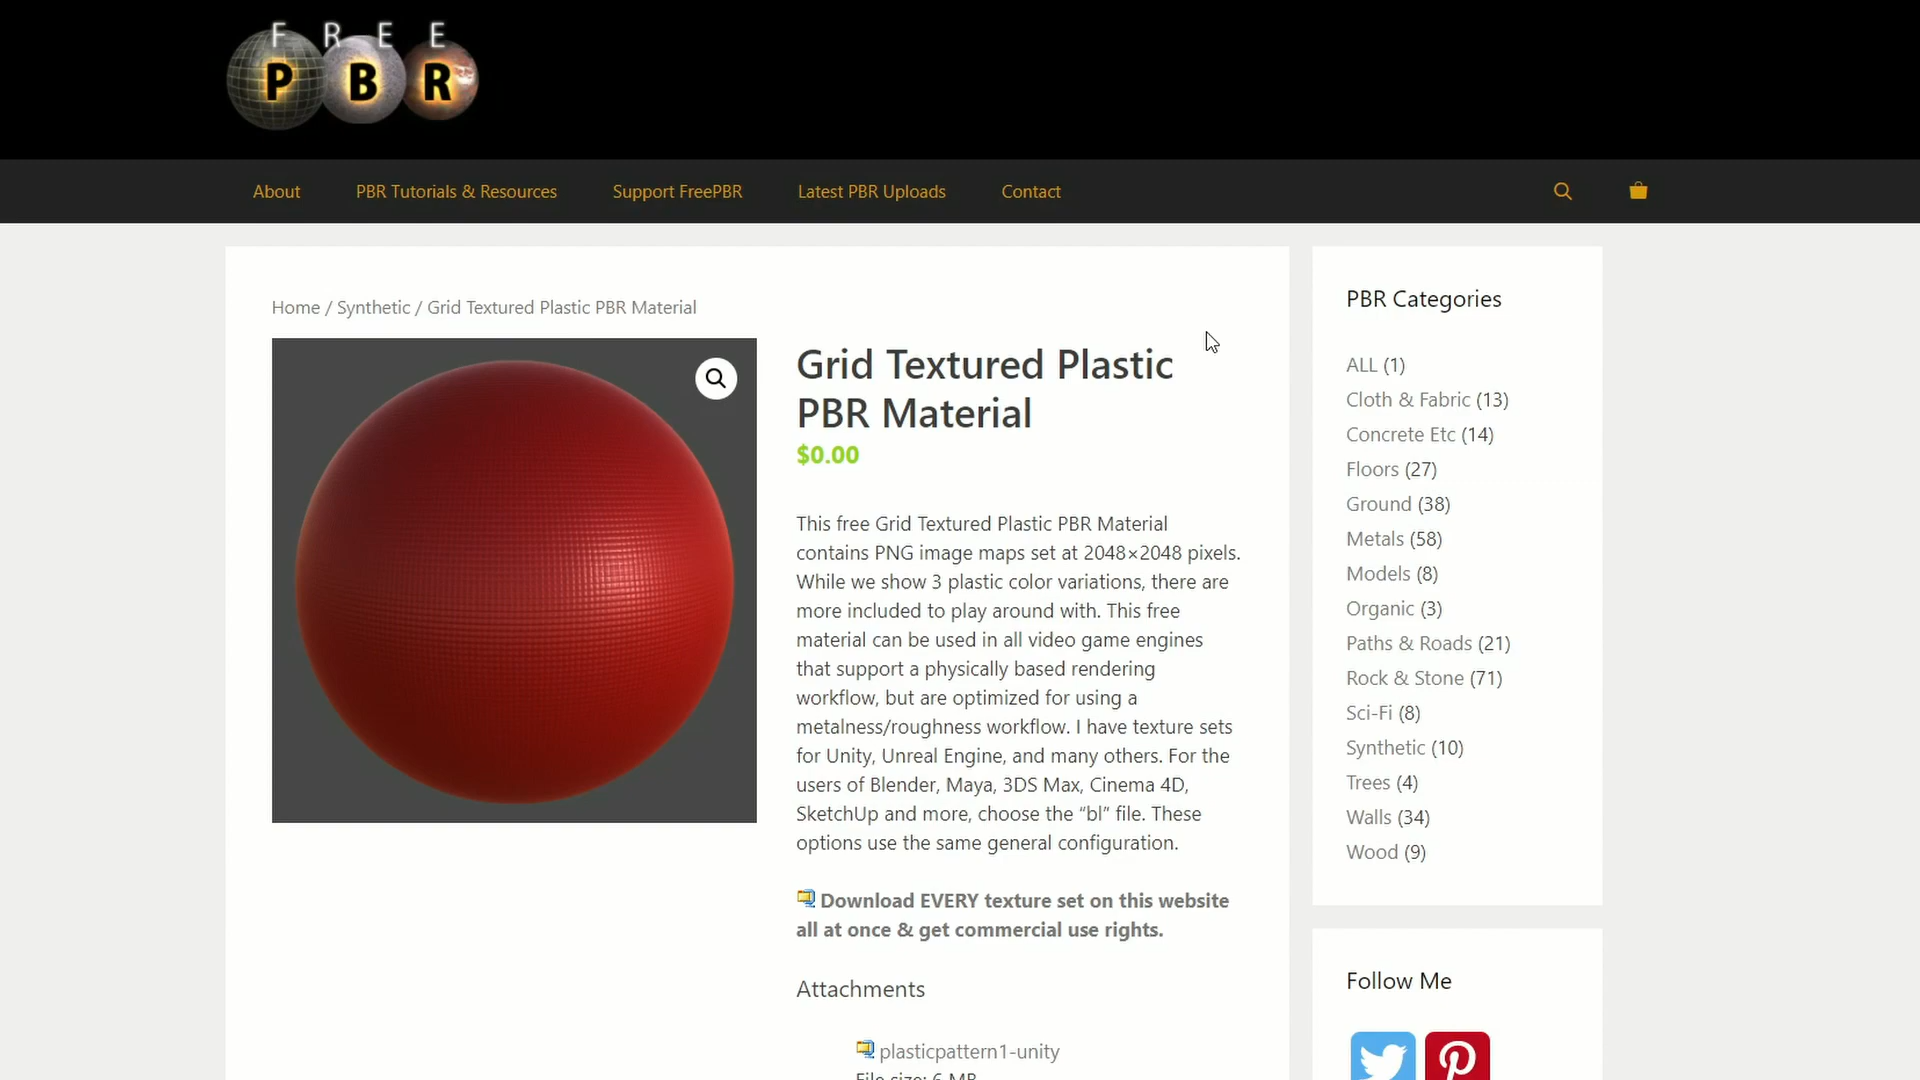 FREE
PBR
About
PBR Tutorials & Resources
Support FreePBR
Latest PBR Uploads
Contact
Home / Synthetic / Grid Textured Plastic PBR Material
Grid Textured Plastic
PBR Material
$0.00
This free Grid Textured Plastic PBR Material
contains PNG image maps set at 2048×2048 pixels.
While we show 3 plastic color variations, there are
more included to play around with. This free
material can be used in all video game engines
that support a physically based rendering
workflow, but are optimized for using a
metalness/roughness workflow. I have texture sets
for Unity, Unreal Engine, and many others. For the
users of Blender, Maya, 3DS Max, Cinema 4D,
SketchUp and more, choose the “bl” file. These
options use the same general configuration.
Download EVERY texture set on this website
all at once & get commercial use rights.
Attachments
plasticpattern1-unity
File size: 6 MB
PBR Categories
ALL (1)
Cloth & Fabric (13)
Concrete Etc (14)
Floors (27)
Ground (38)
Metals (58)
Models (8)
Organic (3)
Paths & Roads (21)
Rock & Stone (71)
Sci-Fi (8)
Synthetic (10)
Trees (4)
Walls (34)
Wood (9)
Follow Me